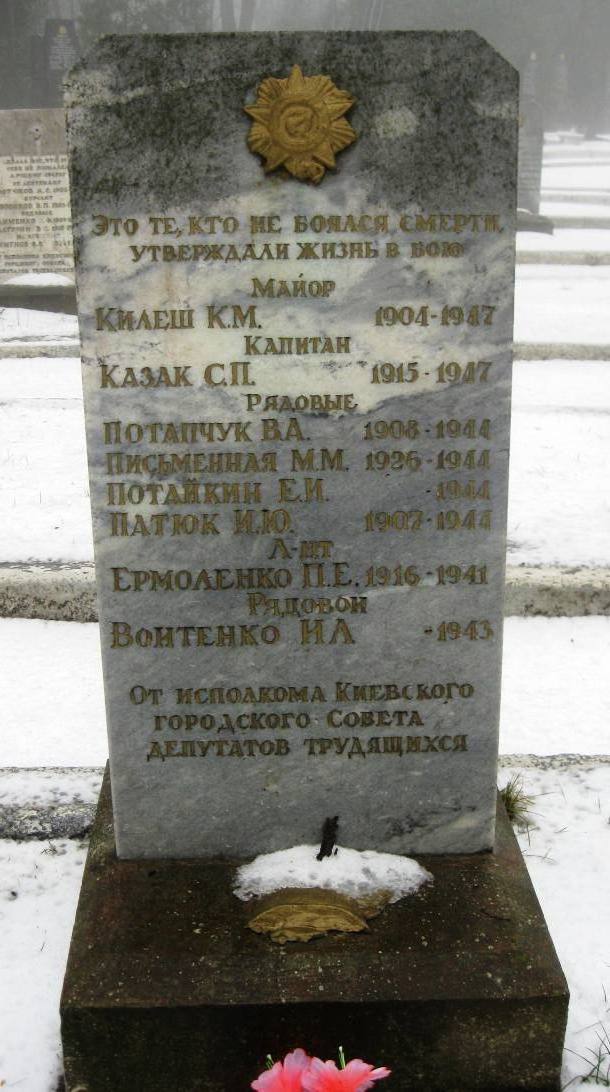 Это те, кто не боялся смерти,
утверждали жизнь в бою
Майор
Килеш К.М. 1904-1947
Капитан
Казак С.П. 1915-1947
Рядовые
Потапчук В.А. 1908-1944
Письменная М.М. 1926-1944
Потайкин Е.И. -1944
Патюк И.Ю. 1907-1944
Л-нт
Ермоленко П.Е. 1916-1941
Рядовой
Войтенко И.А -1943
От исполкома Киевского
городского Совета
депутатов трудящихся